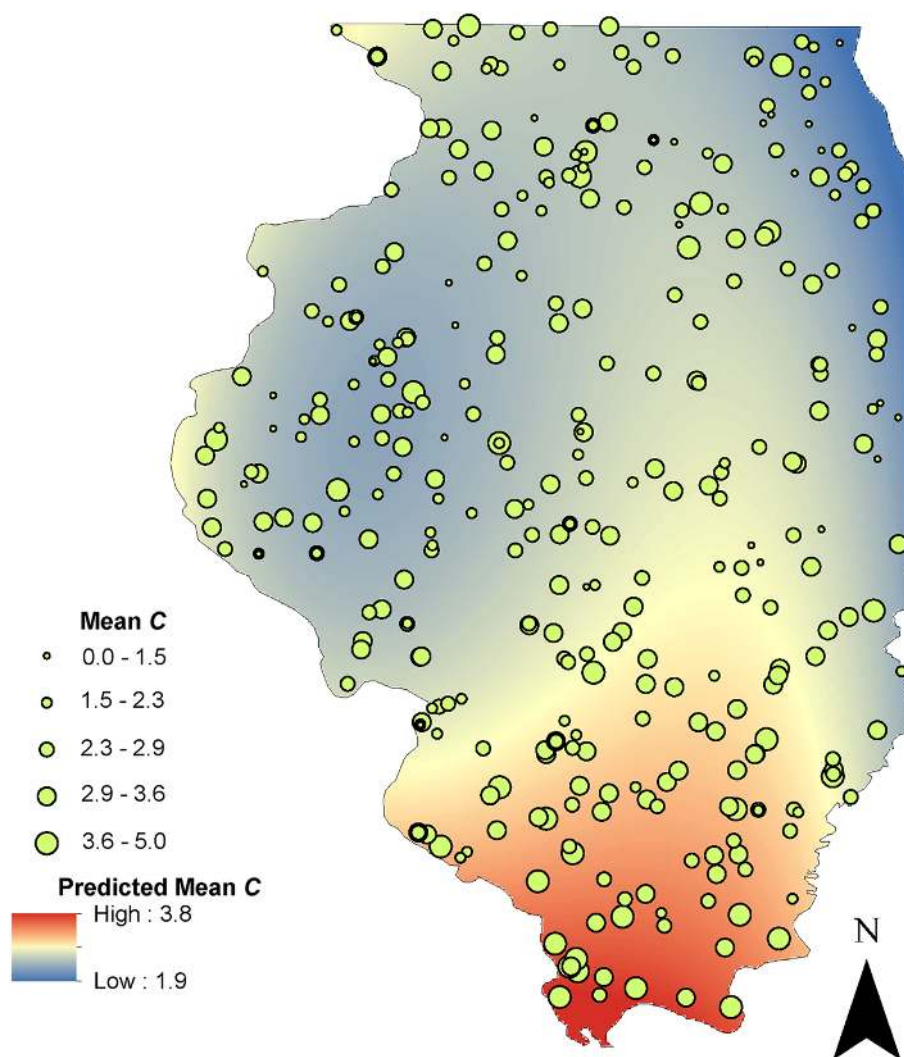 Mean C
0.0 - 1.5
1.5 - 2.3
2.3 - 2.9
2.9 - 3.6
3.6 - 5.0
Predicted Mean C
High : 3.8
Low : 1.9
N